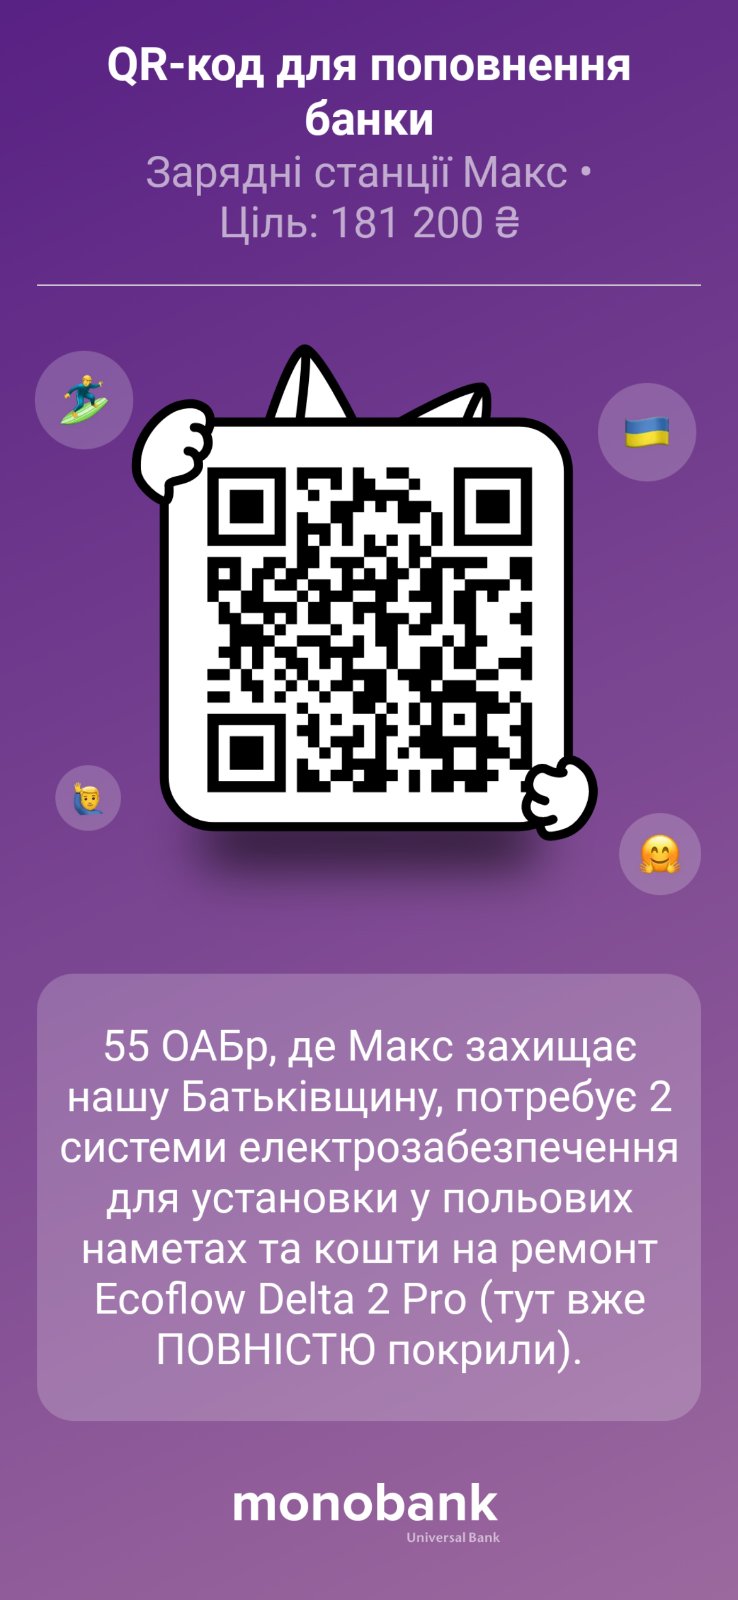 QR-код для поповнення
банки
Зарядні станції Макс •
Ціль: 181 200 ₴
55 ОАБр, де Макс захищає
нашу Батьківщину, потребує 2
системи електрозабезпечення
для установки у польових
наметах та кошти на ремонт
Ecoflow Delta 2 Pro (тут вже
ПОВНІСТЮ покрили).
monobank
Universal Bank